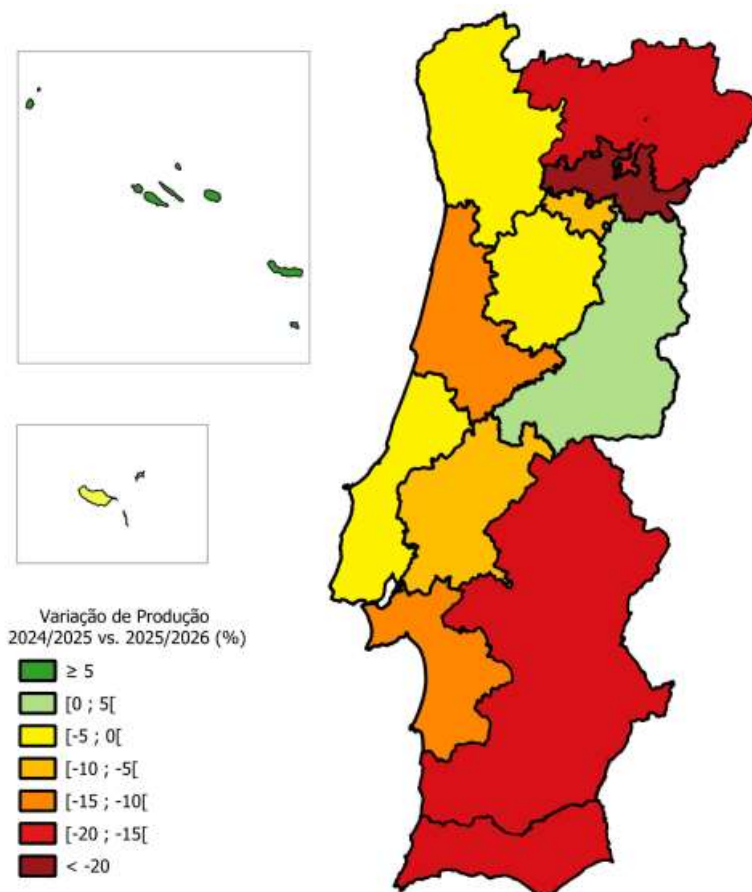 Variação de Produção
2024/2025 vs. 2025/2026 (%)
≥ 5
[0 ; 5[
[-5 ; 0[
[-10 ; -5[
[-15 ; -10[
[-20 ; -15[
< -20